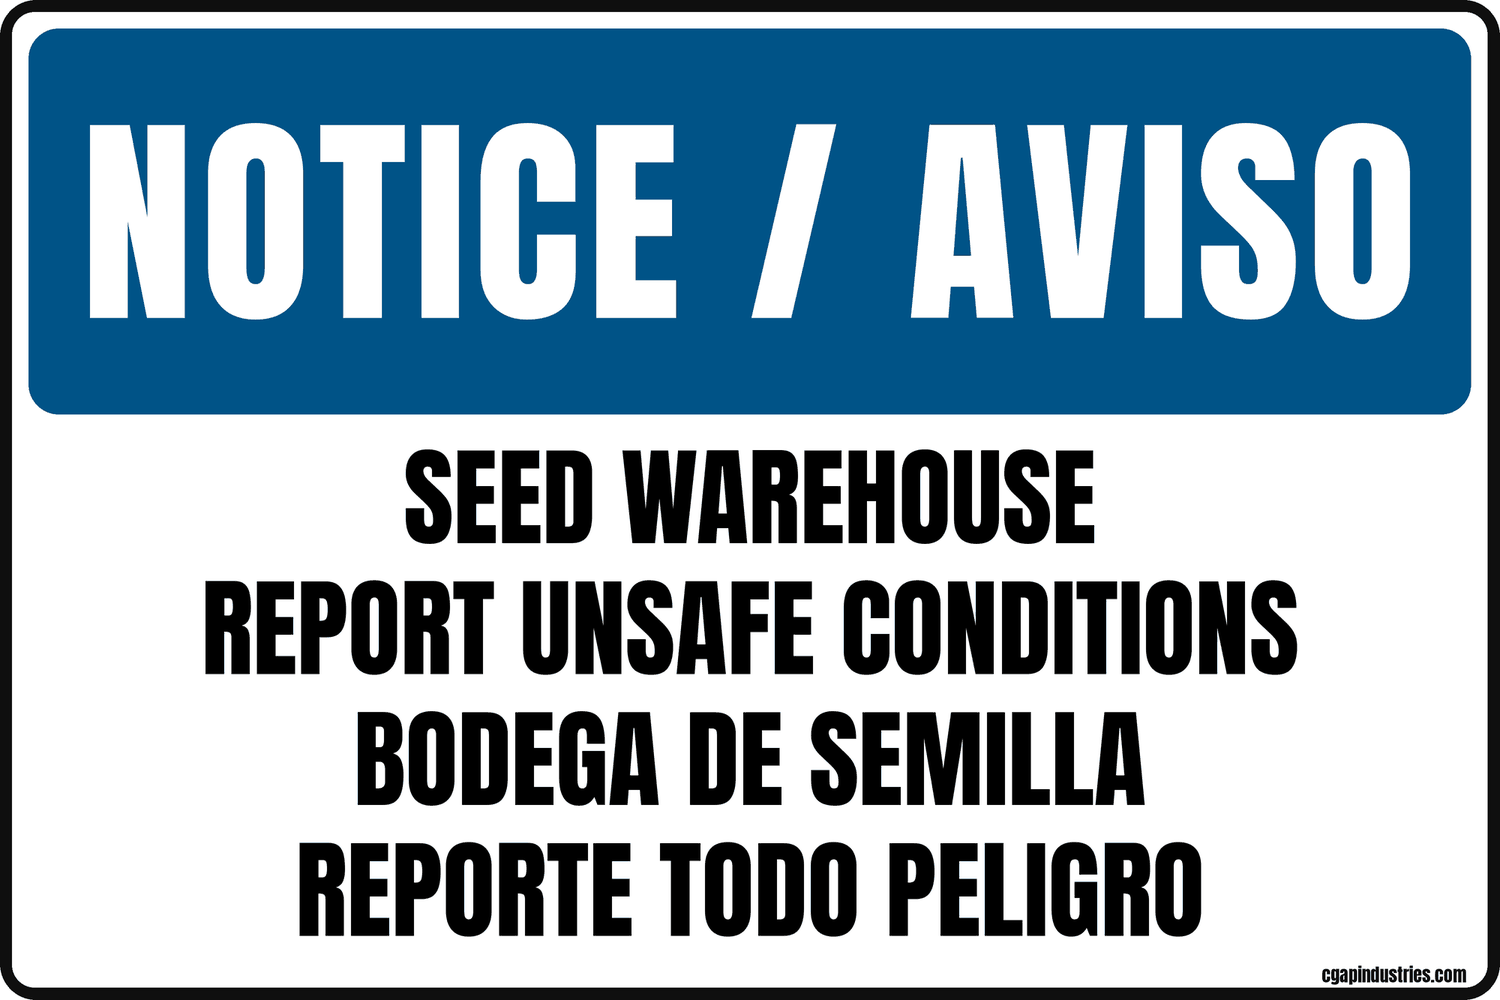 NOTICE / AVISO
SEED WAREHOUSE
REPORT UNSAFE CONDITIONS
BODEGA DE SEMILLA
REPORTE TODO PELIGRO
cgapindustries.com